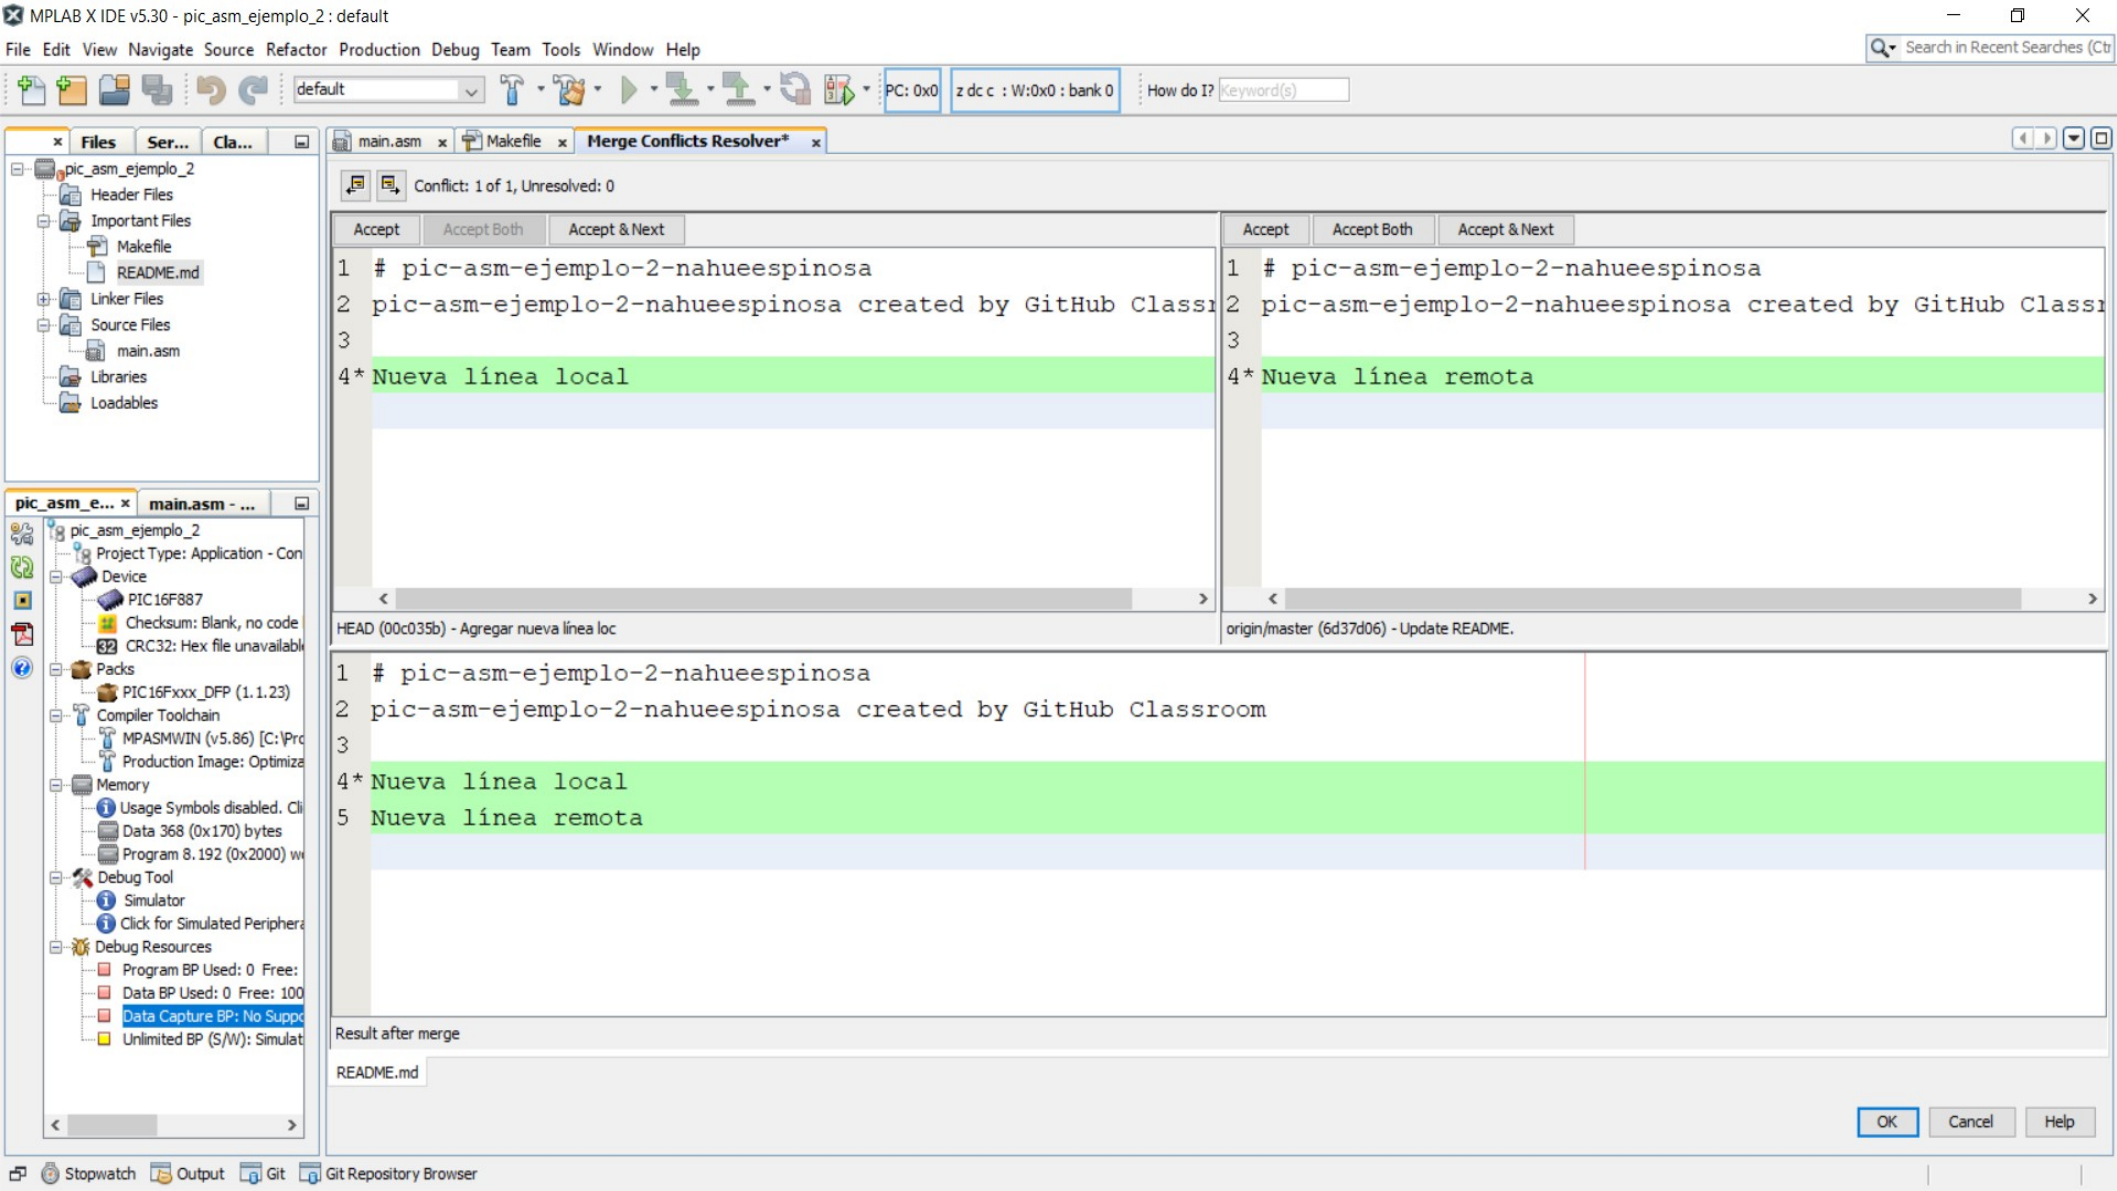 MPLAB X IDE v5.30 - pic_asm_ejemplo_2 : default
File Edit View Navigate Source Refactor Production Debug Team Tools Window Help
Search in Recent Searches (Ctr
default
PC: 0x0
z dc c : W:0x0 : bank 0
How do I? Keyword(s)
Files Ser... Cla...
pic_asm_ejemplo_2
Header Files
Important Files
Makefile
README.md
Linker Files
Source Files
main.asm
Libraries
Loadables
pic_asm_e... main.asm - ...
pic_asm_ejemplo_2
Project Type: Application - Con
Device
PIC16F887
Checksum: Blank, no code
32 CRC32: Hex file unavailabl
Packs
PIC16Fxxx_DFP (1.1.23)
Compiler Toolchain
MPASMWIN (v5.86) [C:\Pro
Production Image: Optimiza
Memory
Usage Symbols disabled. Cli
Data 368 (0x170) bytes
Program 8.192 (0x2000) w
Debug Tool
Simulator
Click for Simulated Periphera
Debug Resources
Program BP Used: 0 Free:
Data BP Used: 0 Free: 100
Data Capture BP: No Suppo
Unlimited BP (S/W): Simulat
main.asm Makefile Merge Conflicts Resolver*
Conflict: 1 of 1, Unresolved: 0
Accept Accept Both Accept & Next
1 # pic-asm-ejemplo-2-nahueespinosa
2 pic-asm-ejemplo-2-nahueespinosa created by GitHub Classr
3
4* Nueva línea local
HEAD (00c035b) - Agregar nueva línea loc
Accept Accept Both Accept & Next
1 # pic-asm-ejemplo-2-nahueespinosa
2 pic-asm-ejemplo-2-nahueespinosa created by GitHub Classr
3
4* Nueva línea remota
origin/master (6d37d06) - Update README.
1 # pic-asm-ejemplo-2-nahueespinosa
2 pic-asm-ejemplo-2-nahueespinosa created by GitHub Classroom
3
4* Nueva línea local
5 Nueva línea remota
Result after merge
README.md
OK Cancel Help
Stopwatch Output Git Git Repository Browser